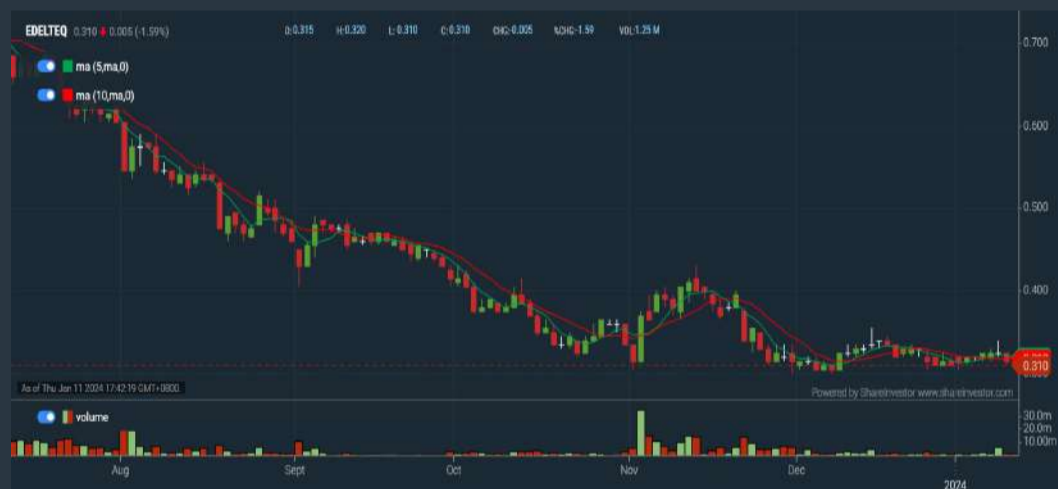 EDELTEQ 0.310 0.005 (-1.59%) O:0.315 H:0.320 L:0.310 C:0.310 CHG:-0.005 %CHG:-1.59 VOL:1.25 M
0.700
ma (5,ma,0)
ma (10,ma,0)
0.600
0.500
0.400
0.310
As of Thu Jan 11 2024 17:42:19 GMT+0800.
Powered by ShareInvestor www.shareinvestor.com
volume
30.0m
20.0m
10.00m
Aug Sept Oct Nov Dec
2024